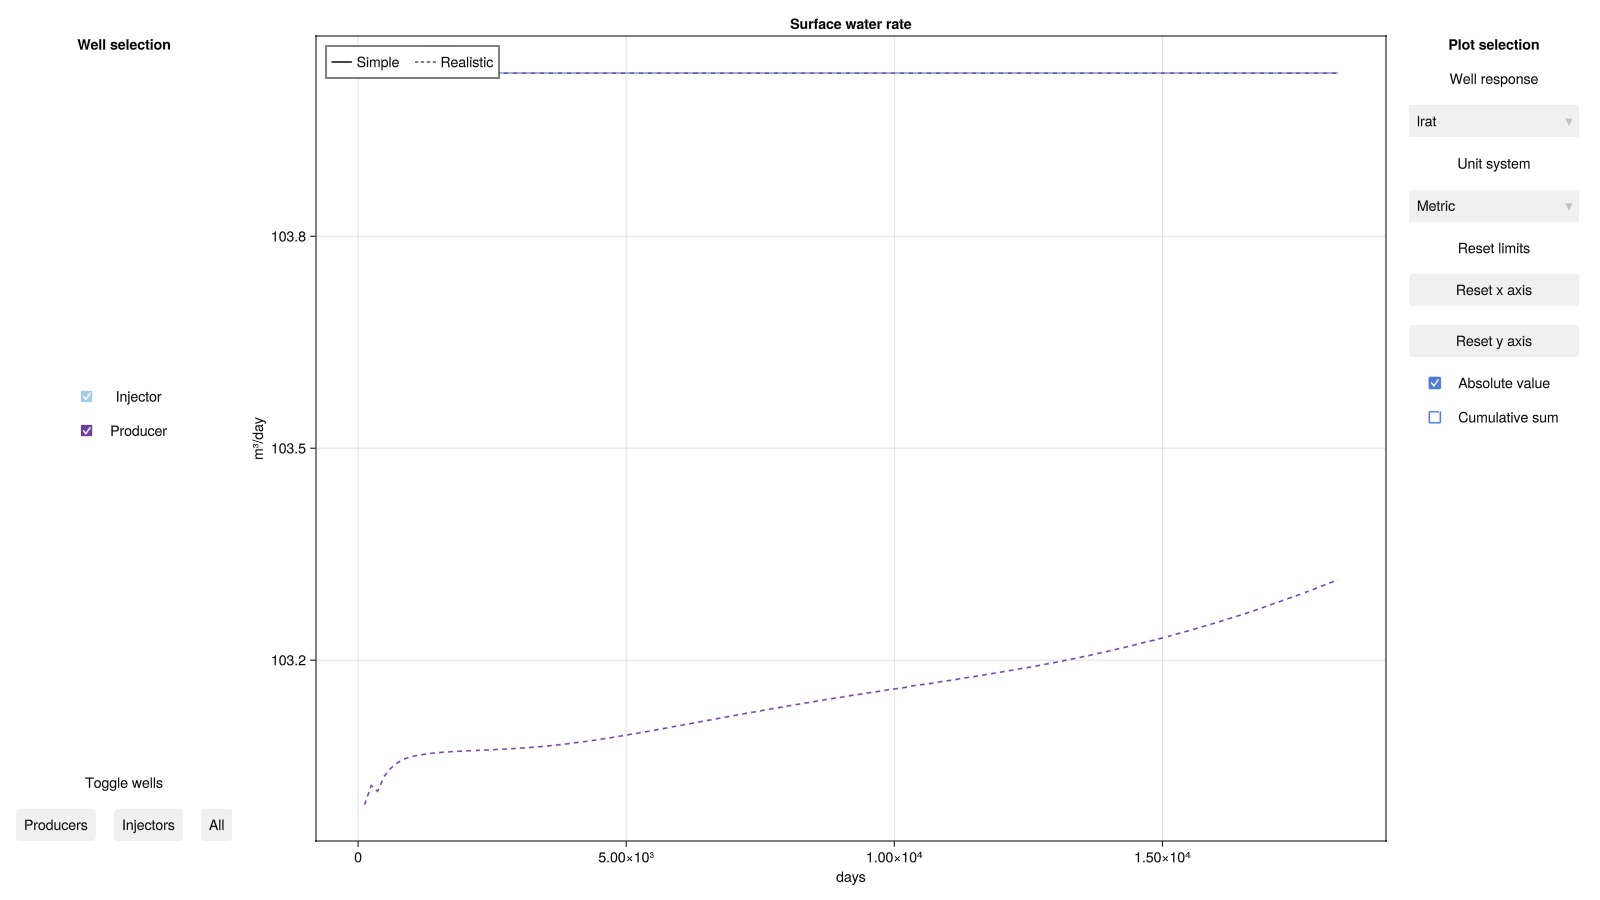 Surface water rate
Well selection
Injector
Producer
Toggle wells
Producers
Injectors
All
Simple
Realistic
m³/day
103.8
103.5
103.2
0
5.00×10³
1.00×10⁴
1.50×10⁴
days
Plot selection
Well response
lrat
Unit system
Metric
Reset limits
Reset x axis
Reset y axis
Absolute value
Cumulative sum